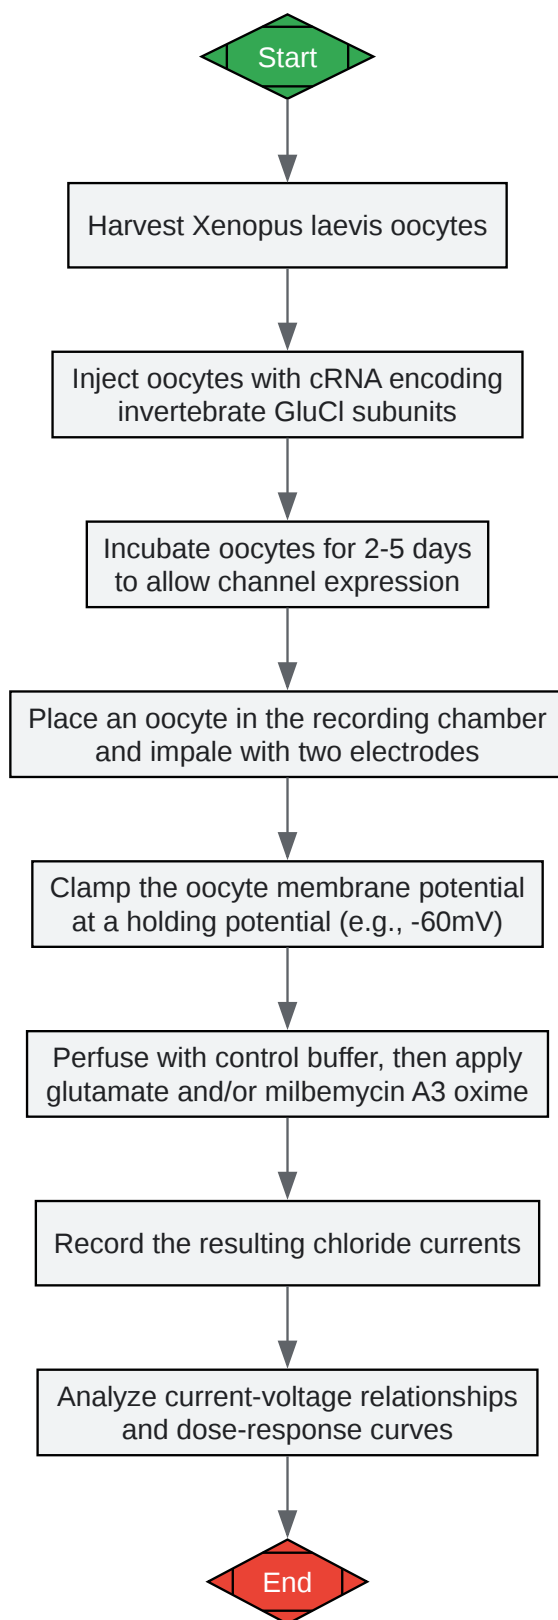 Start
Harvest Xenopus laevis oocytes
Inject oocytes with cRNA encoding
invertebrate GluCl subunits
Incubate oocytes for 2-5 days
to allow channel expression
Place an oocyte in the recording chamber
and impale with two electrodes
Clamp the oocyte membrane potential
at a holding potential (e.g., -60mV)
Perfuse with control buffer, then apply
glutamate and/or milbemycin A3 oxime
Record the resulting chloride currents
Analyze current-voltage relationships
and dose-response curves
End